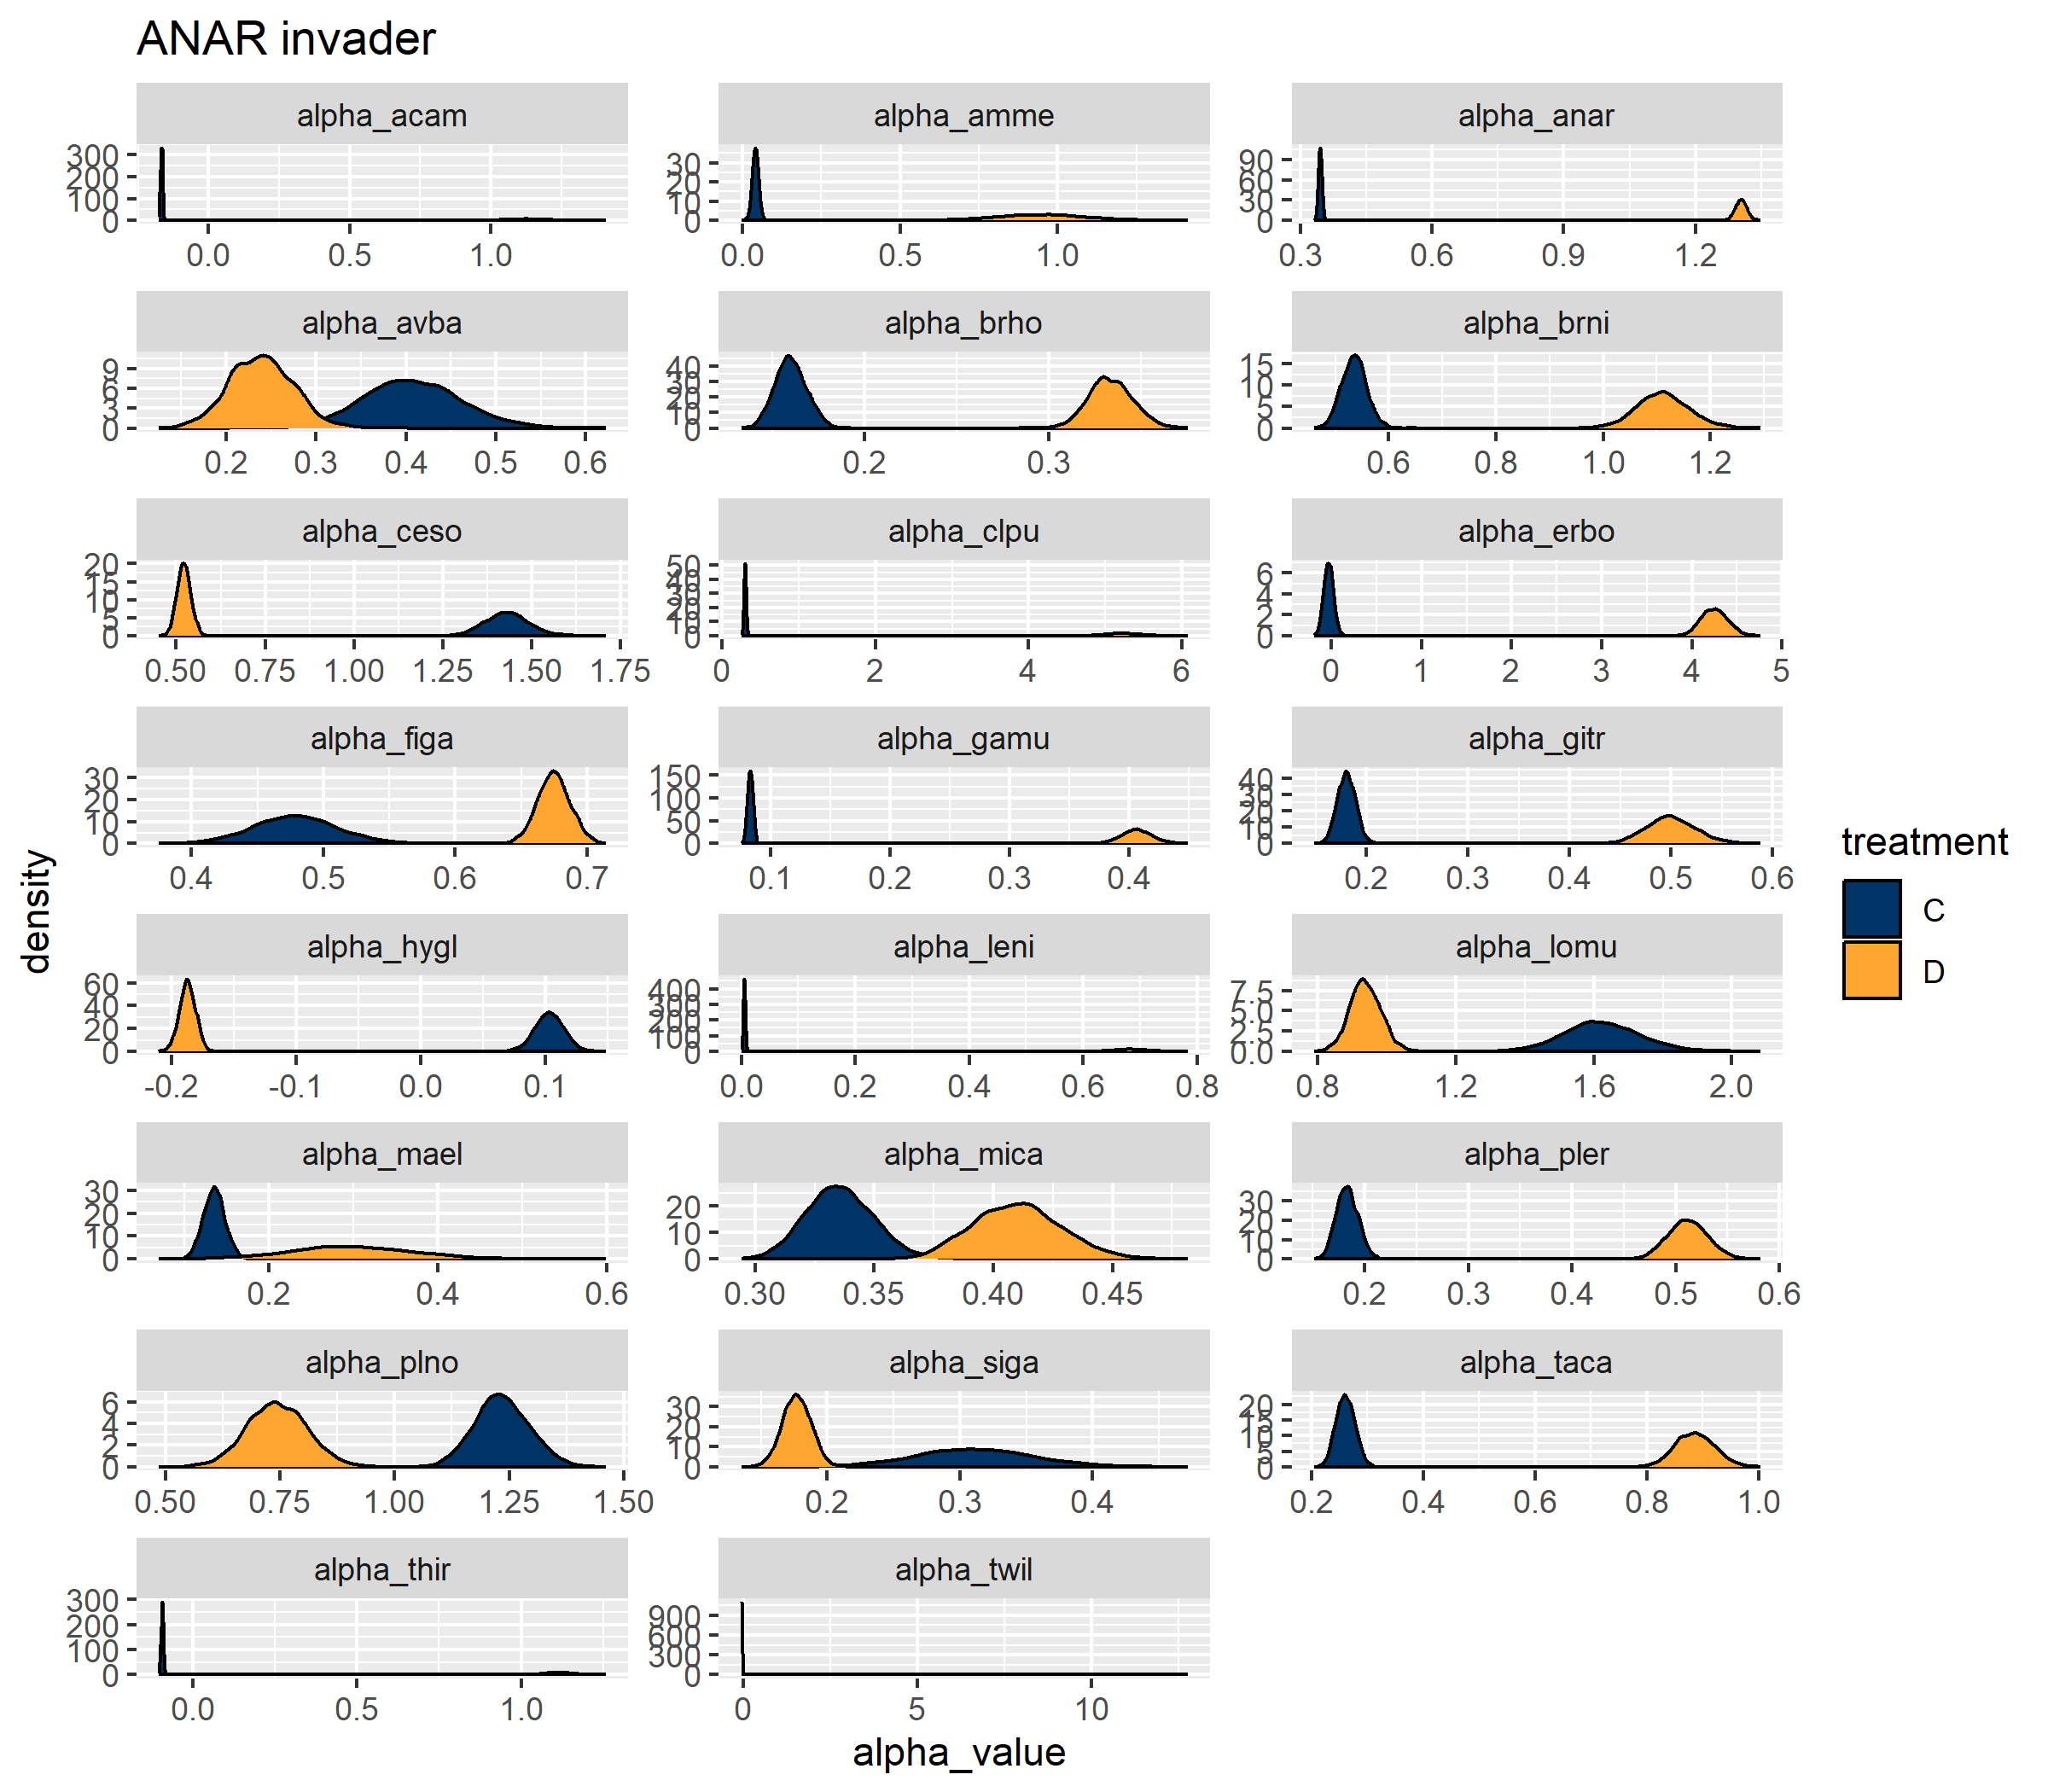 ANAR invader
alpha_acam alpha_amme alpha_anar
300 200 100 0 30 20 10 0 90 60 30 0
0.0 0.5 1.0 0.0 0.5 1.0 0.3 0.6 0.9 1.2
alpha_avba alpha_brho alpha_brni
9 6 3 0 40 30 20 10 0 15 10 5 0
0.2 0.3 0.4 0.5 0.6 0.2 0.3 0.6 0.8 1.0 1.2
alpha_ceso alpha_clpu alpha_erbo
20 15 10 5 0 50 40 30 20 10 0 6 4 2 0
0.50 0.75 1.00 1.25 1.50 1.75 0 2 4 6 0 1 2 3 4 5
alpha_figa alpha_gamu alpha_gitr
30 20 10 0 150 100 50 0 40 30 20 10 0
0.4 0.5 0.6 0.7 0.1 0.2 0.3 0.4 0.2 0.3 0.4 0.5 0.6
alpha_hygl alpha_leni alpha_lomu
60 40 20 0 400 300 200 100 0 7.5 5.0 2.5 0.0
-0.2 -0.1 0.0 0.1 0.0 0.2 0.4 0.6 0.8 0.8 1.2 1.6 2.0
alpha_mael alpha_mica alpha_pler
30 20 10 0 20 10 0 30 20 10 0
0.2 0.4 0.6 0.30 0.35 0.40 0.45 0.2 0.3 0.4 0.5 0.6
alpha_plno alpha_siga alpha_taca
6 4 2 0 30 20 10 0 20 15 10 5 0
0.50 0.75 1.00 1.25 1.50 0.2 0.3 0.4 0.2 0.4 0.6 0.8 1.0
alpha_thir alpha_twil
300 200 100 0 900 600 300 0
0.0 0.5 1.0 0 5 10
alpha_value
density
treatment
C
D